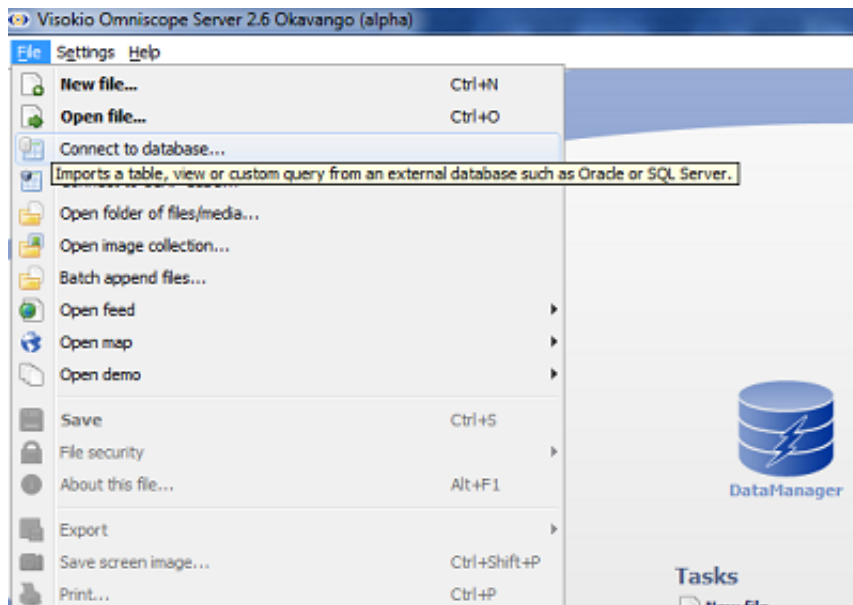 Visokio Omniscope Server 2.6 Okavango (alpha)
File Settings Help
New file... Ctrl+N
Open file... Ctrl+O
Connect to database...
Imports a table, view or custom query from an external database such as Oracle or SQL Server.
Open folder of files/media...
Open image collection...
Batch append files...
Open feed
Open map
Open demo
Save Ctrl+S
File security
About this file... Alt+F1
DataManager
Export
Save screen image... Ctrl+Shift+P
Tasks
Print... Ctrl+P
New file